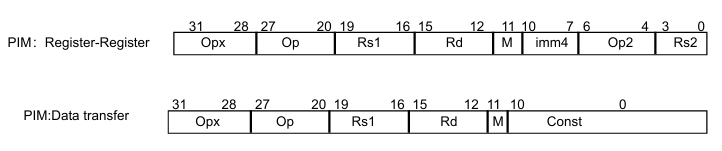 31 28 27 20 19 16 15 12 11 10 7 6 4 3 0
PIM: Register-Register Opx Op Rs1 Rd M imm4 Op2 Rs2
31 28 27 20 19 16 15 12 11 10 0
PIM:Data transfer Opx Op Rs1 Rd M Const